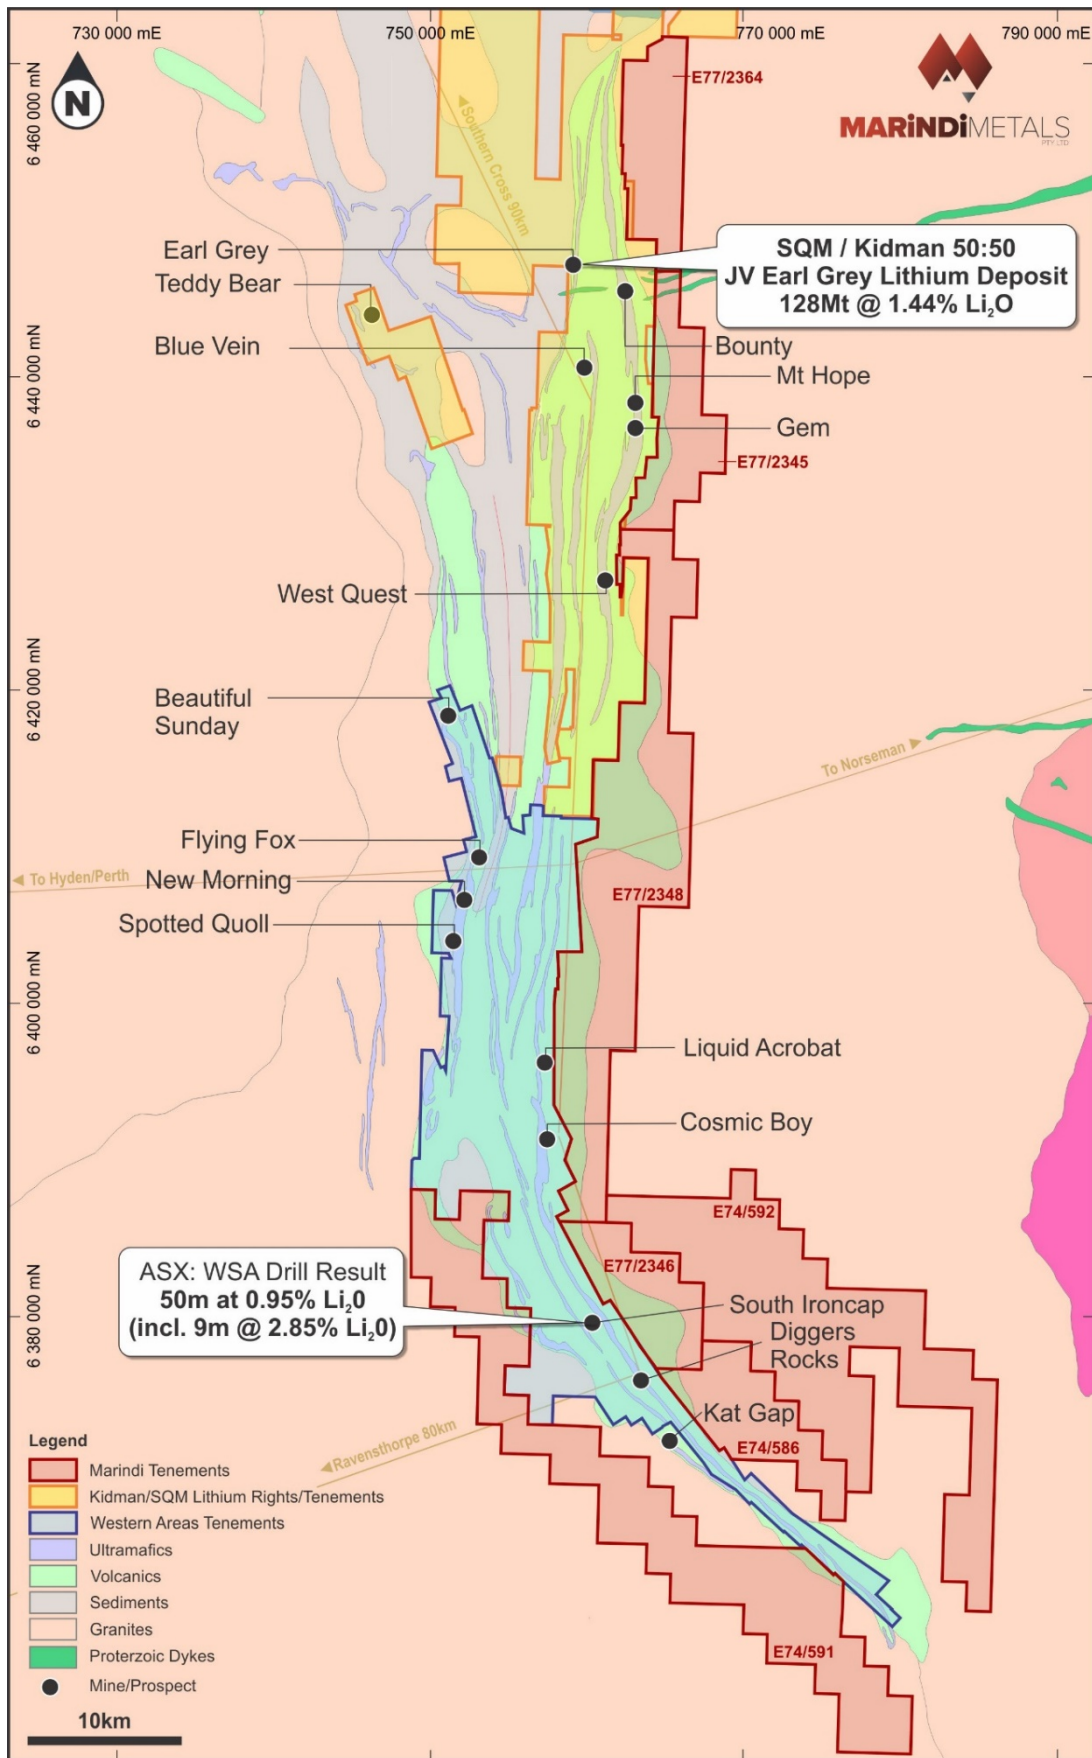 730 000 mE
750 000 mE
770 000 mE
790 000 mE
N
E77/2364
MARiNDiMETALS
PTY LTD
6 460 000 mN
Southern Cross 90km
Earl Grey
Teddy Bear
SQM / Kidman 50:50
JV Earl Grey Lithium Deposit
128Mt @ 1.44% Li₂O
Blue Vein
Bounty
Mt Hope
6 440 000 mN
Gem
E77/2345
West Quest
6 420 000 mN
Beautiful
Sunday
To Norseman
Flying Fox
To Hyden/Perth
New Morning
E77/2348
Spotted Quoll
6 400 000 mN
Liquid Acrobat
Cosmic Boy
E74/592
E77/2346
ASX: WSA Drill Result
50m at 0.95% Li₂0
(incl. 9m @ 2.85% Li₂0)
South Ironcap
Diggers
Rocks
6 380 000 mN
Kat Gap
E74/586
Ravensthorpe 80km
Legend
Marindi Tenements
Kidman/SQM Lithium Rights/Tenements
Western Areas Tenements
Ultramafics
Volcanics
Sediments
Granites
Proterzoic Dykes
Mine/Prospect
E74/591
10km